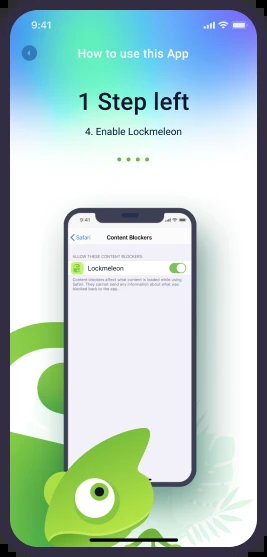 9:41
How to use this App
1 Step left
4. Enable Lockmeleon
9:41
Safari
Content Blockers
ALLOW THESE CONTENT BLOCKERS:
Lockmeleon
Content blockers affect what content is loaded while using
Safari. They cannot send any information about what was
blocked back to the app.